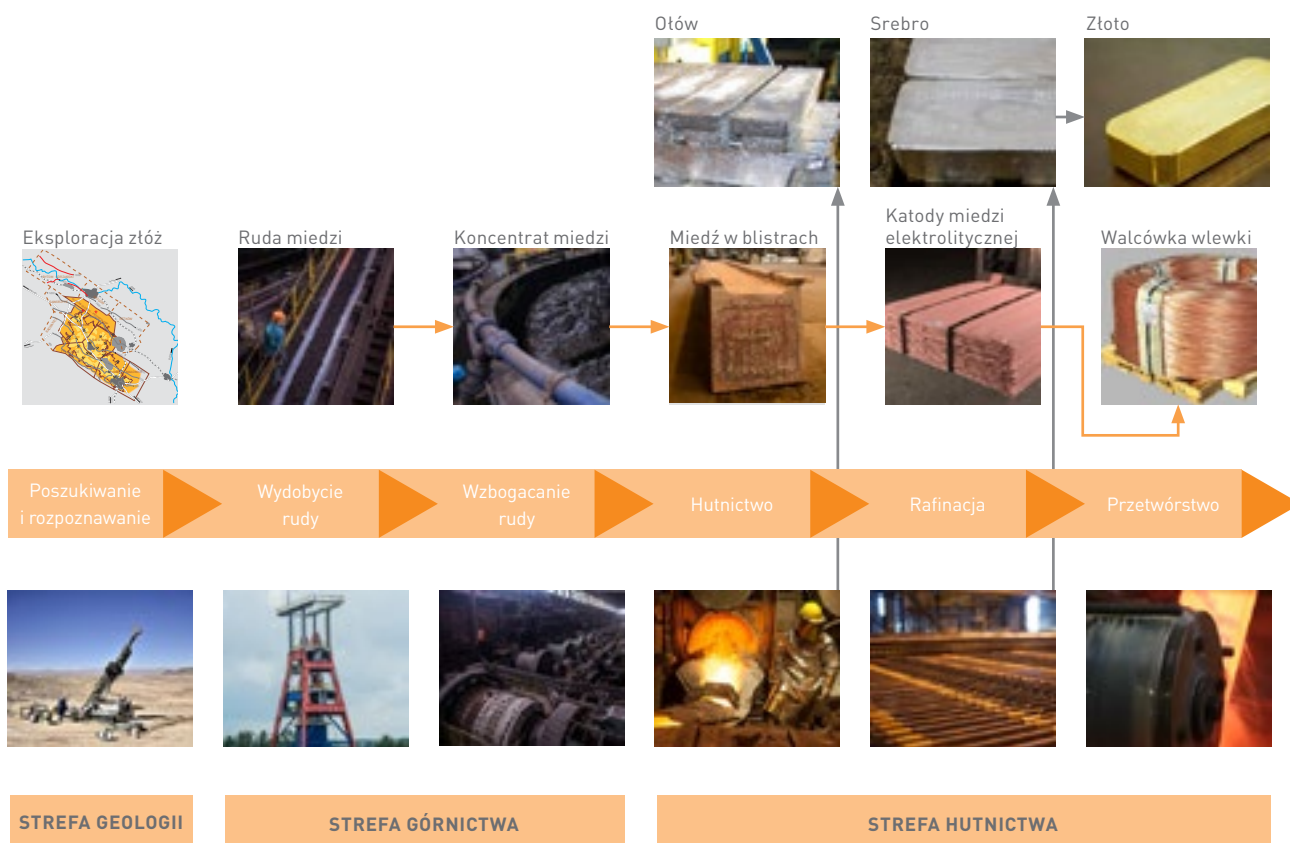 Ołów
Srebro
Złoto
Eksploracja złóż
Ruda miedzi
Koncentrat miedzi
Miedź w blistrach
Katody miedzi
elektrolitycznej
Walcówka wlewki
Poszukiwanie
i rozpoznawanie
Wydobycie
rudy
Wzbogacanie
rudy
Hutnictwo
Rafinacja
Przetwórstwo
STREFA GEOLOGII
STREFA GÓRNICTWA
STREFA HUTNICTWA